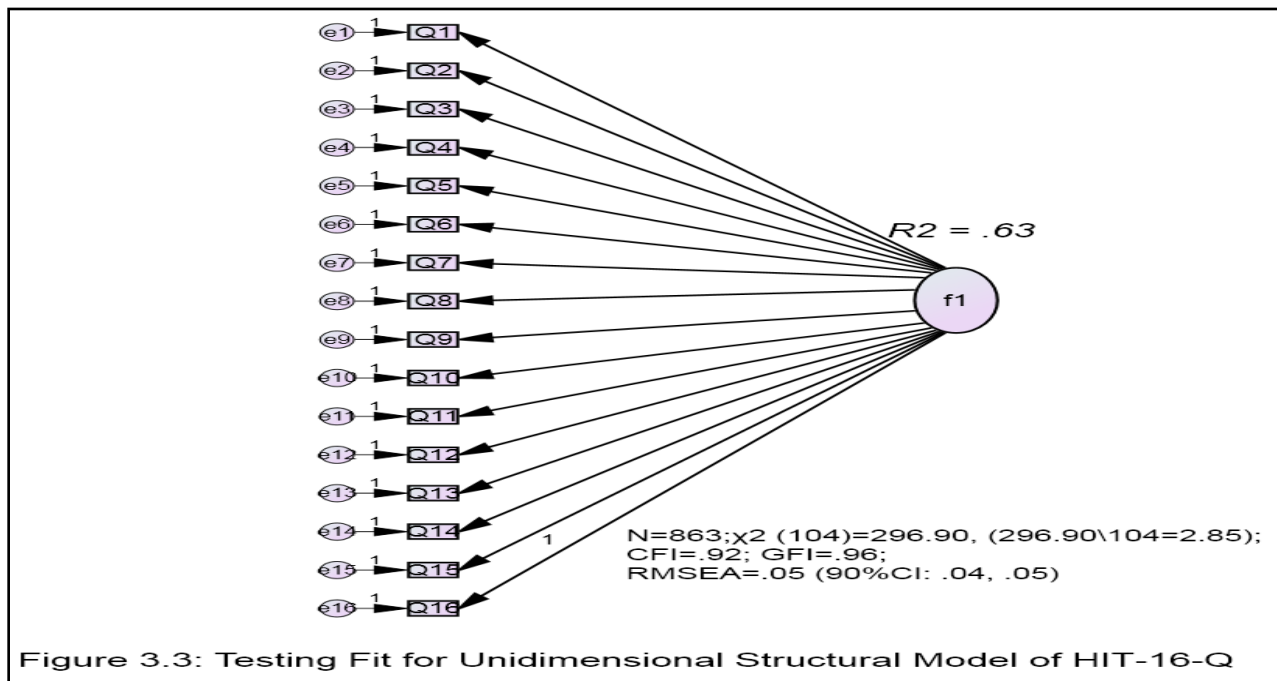 1
e1 Q1
1
e2 Q2
1
e3 Q3
1
e4 Q4
1
e5 Q5
1
e6 Q6
R2 = .63
1
e7 Q7
1
e8 Q8
f1
1
e9 Q9
1
e10 Q10
1
e11 Q11
1
e12 Q12
1
e13 Q13
1
e14 Q14
1
N=863;χ2 (104)=296.90, (296.90\104=2.85);
CFI=.92; GFI=.96;
RMSEA=.05 (90%CI: .04, .05)
1
e15 Q15
1
e16 Q16
Figure 3.3: Testing Fit for Unidimensional Structural Model of HIT-16-Q